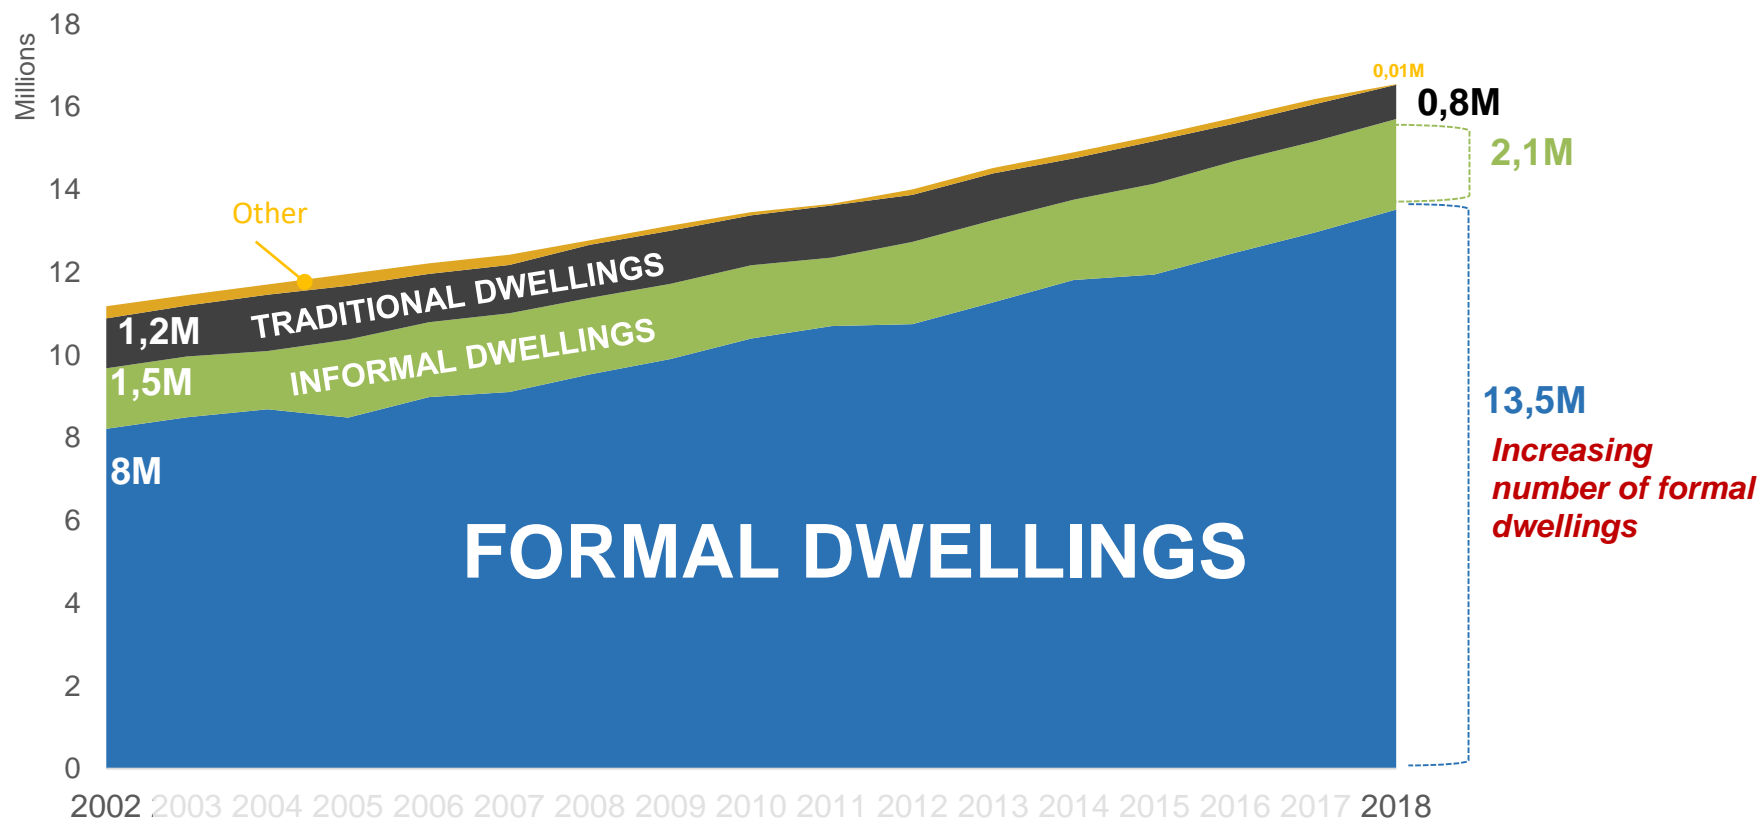 Millions
18
16
14
12
10
8
6
4
2
0
Other
TRADITIONAL DWELLINGS
INFORMAL DWELLINGS
FORMAL DWELLINGS
1,2M
1,5M
8M
0,01M
0,8M
2,1M
13,5M
Increasing
number of formal
dwellings
2002 2003 2004 2005 2006 2007 2008 2009 2010 2011 2012 2013 2014 2015 2016 2017 2018